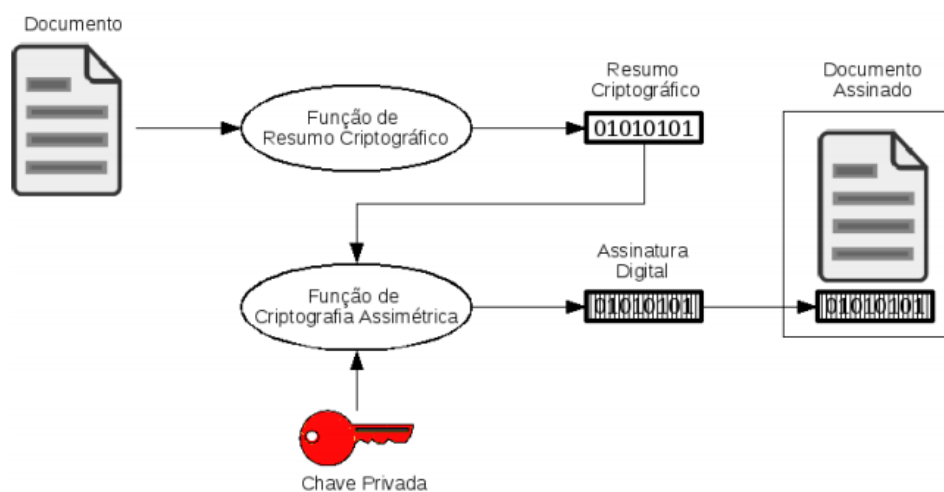 Documento
Função de
Resumo Criptográfico
Resumo
Criptográfico
01010101
Documento
Assinado
Função de
Criptografia Assimétrica
Assinatura
Digital
01010101
01010101
Chave Privada